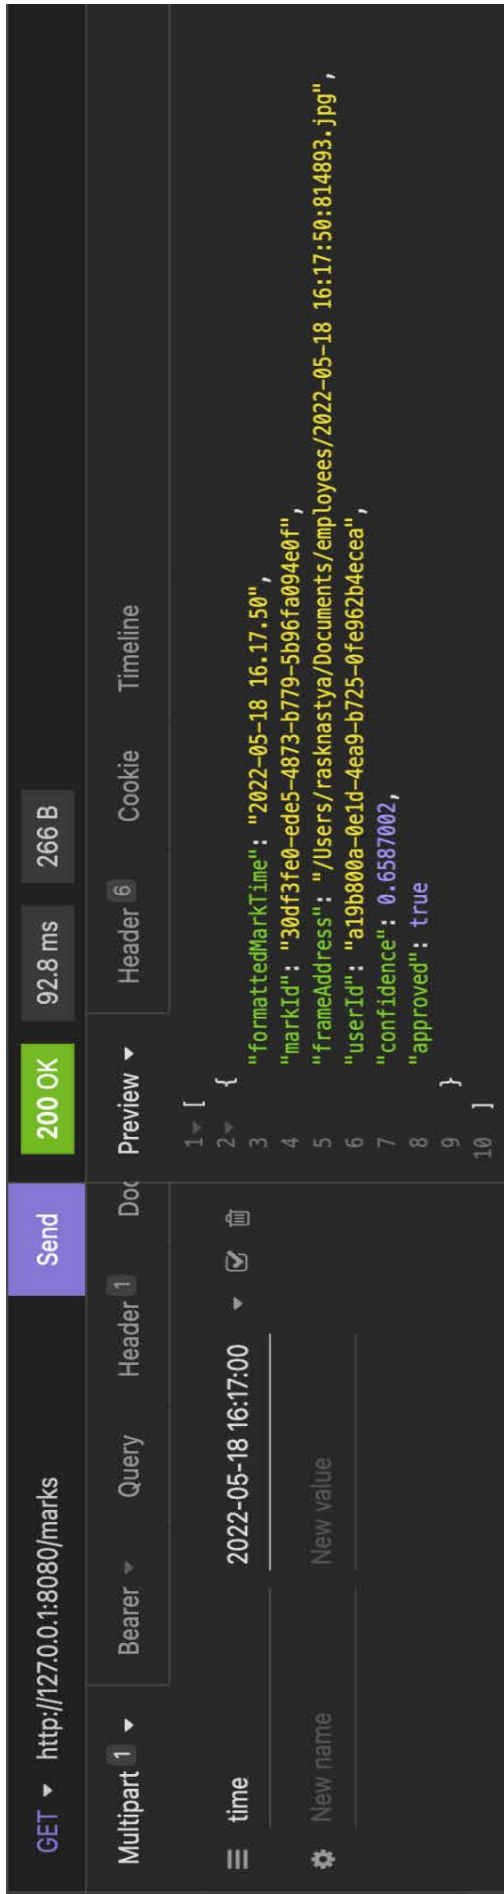 GET http://127.0.0.1:8080/marks Send 200 OK 92.8 ms 266 B
Multipart 1 Bearer Query Header 1 Doc Preview Header 6 Cookie Timeline
time 2022-05-18 16:17:00
New name New value
1 [
2 {
3 "formattedMarkTime": "2022-05-18 16.17.50",
4 "markId": "30df3fe0-ede5-4873-b779-5b96fa094e0f",
5 "frameAddress": "/Users/rasknastya/Documents/employees/2022-05-18 16:17:50:814893.jpg",
6 "userId": "a19b800a-0e1d-4ea9-b725-0fe962b4ecea",
7 "confidence": 0.6587002,
8 "approved": true
9 }
10 ]